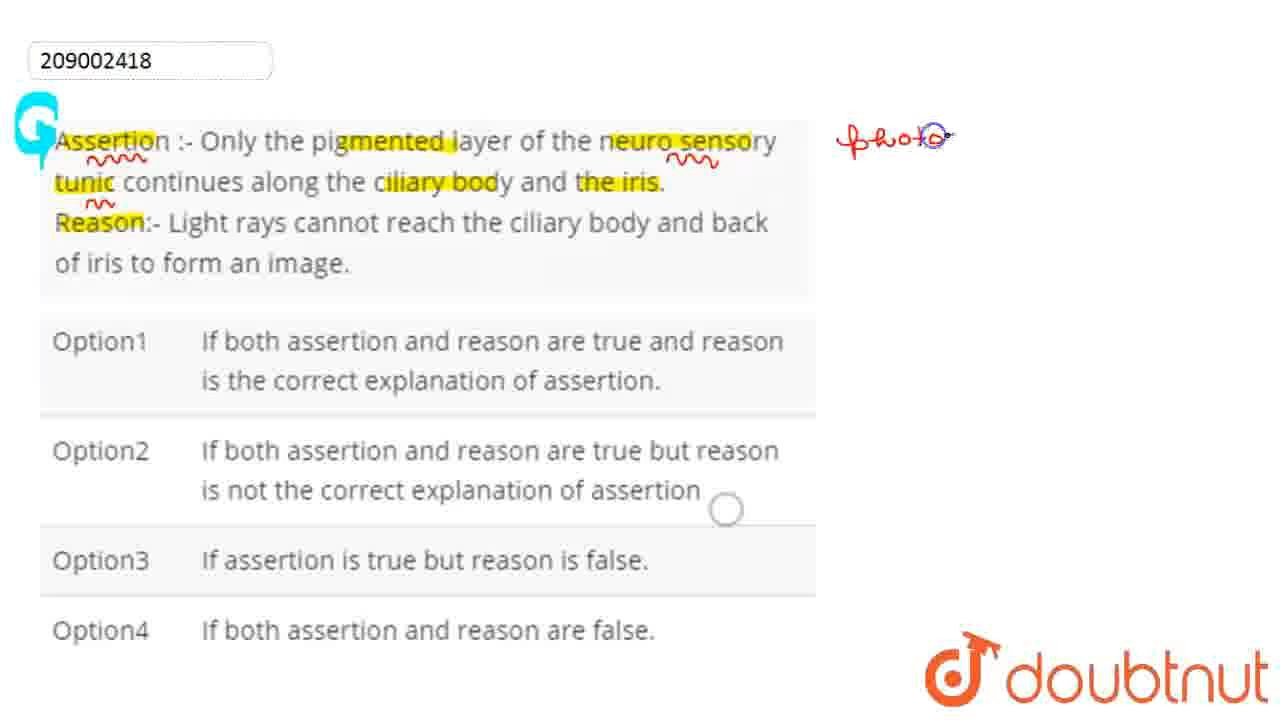 209002418
Assertion :- Only the pigmented layer of the neuro sensory
photo
tunic continues along the ciliary body and the iris.
Reason:- Light rays cannot reach the ciliary body and back
of iris to form an image.
Option1 If both assertion and reason are true and reason
is the correct explanation of assertion.
Option2 If both assertion and reason are true but reason
is not the correct explanation of assertion
Option3 If assertion is true but reason is false.
Option4 If both assertion and reason are false.
doubtnut